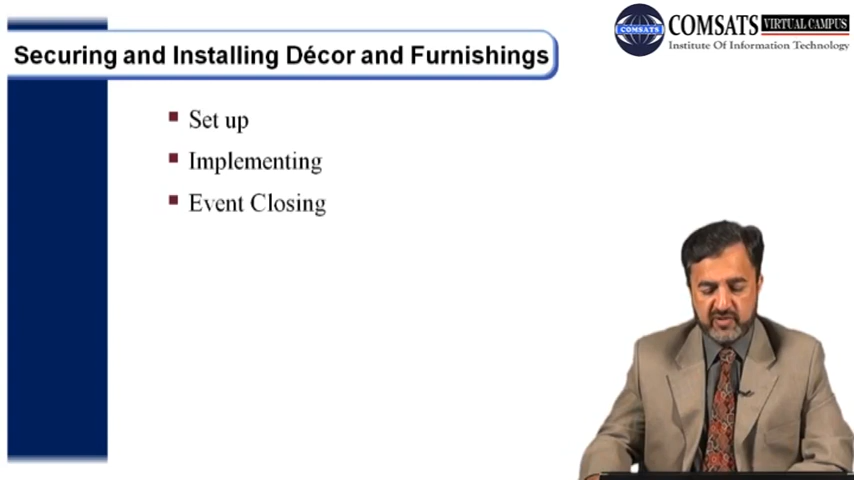 COMSATS VIRTUAL CAMPUS
COMSATS
Institute Of Information Technology
Securing and Installing Décor and Furnishings
Set up
Implementing
Event Closing